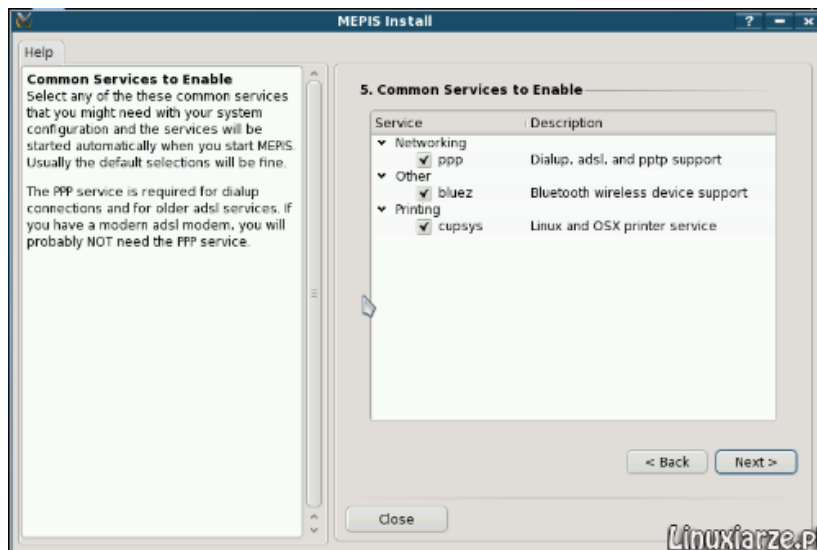 MEPIS Install
Help
Common Services to Enable
Select any of the these common services
that you might need with your system
configuration and the services will be
started automatically when you start MEPIS.
Usually the default selections will be fine.
The PPP service is required for dialup
connections and for older adsl services. If
you have a modern adsl modem, you will
probably NOT need the PPP service.
5. Common Services to Enable
Service Description
Networking
ppp Dialup, adsl, and pptp support
Other
bluez Bluetooth wireless device support
Printing
cupsys Linux and OSX printer service
< Back Next >
Close
Linuxiarze.pl